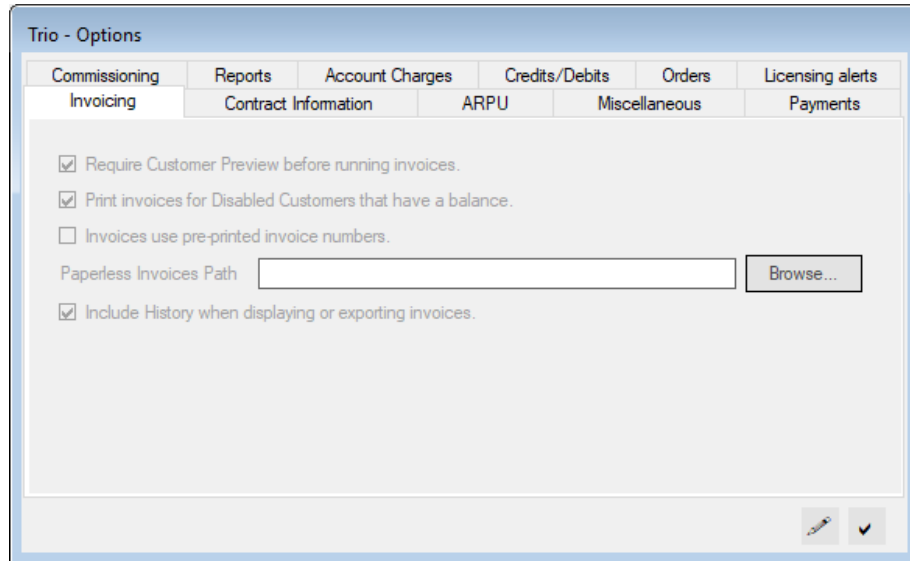 Trio - Options
Commissioning Reports Account Charges Credits/Debits Orders Licensing alerts
Invoicing Contract Information ARPU Miscellaneous Payments
Require Customer Preview before running invoices.
Print invoices for Disabled Customers that have a balance.
Invoices use pre-printed invoice numbers.
Paperless Invoices Path Browse...
Include History when displaying or exporting invoices.